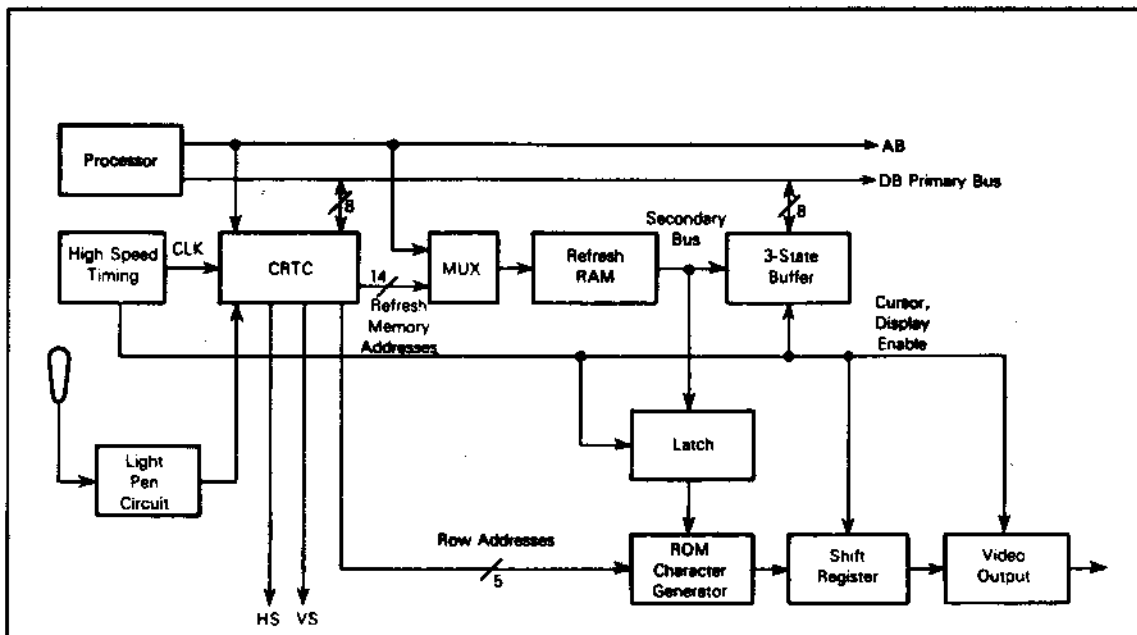 Processor
AB
DB Primary Bus
8
8
Secondary
Bus
High Speed
Timing
CLK
CRTC
MUX
Refresh
RAM
3-State
Buffer
14
Refresh
Memory
Addresses
Cursor,
Display
Enable
Latch
Light
Pen
Circuit
Row Addresses
5
ROM
Character
Generator
Shift
Register
Video
Output
HS
VS